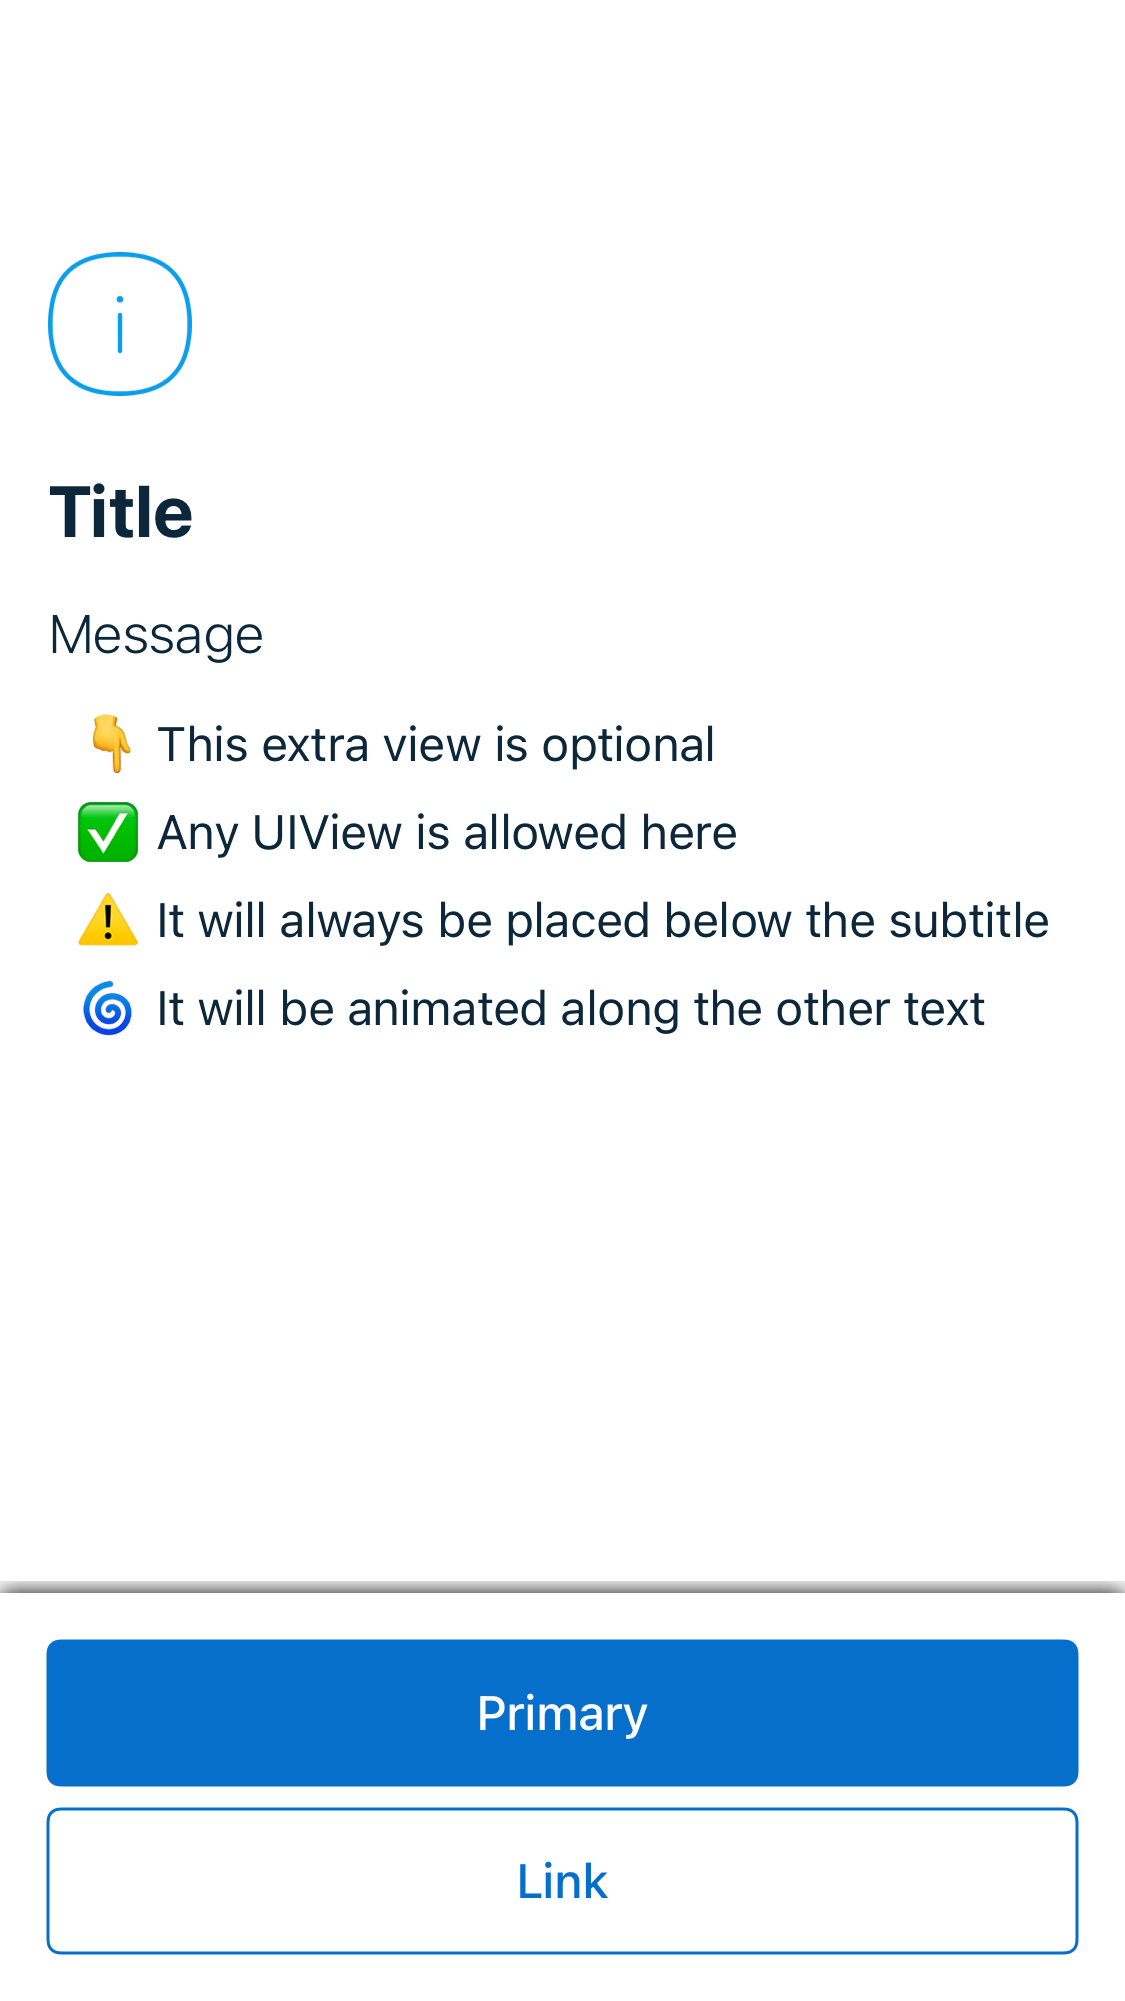 Title
Message
👇 This extra view is optional
✅ Any UIView is allowed here
⚠️ It will always be placed below the subtitle
🌀 It will be animated along the other text
Primary
Link